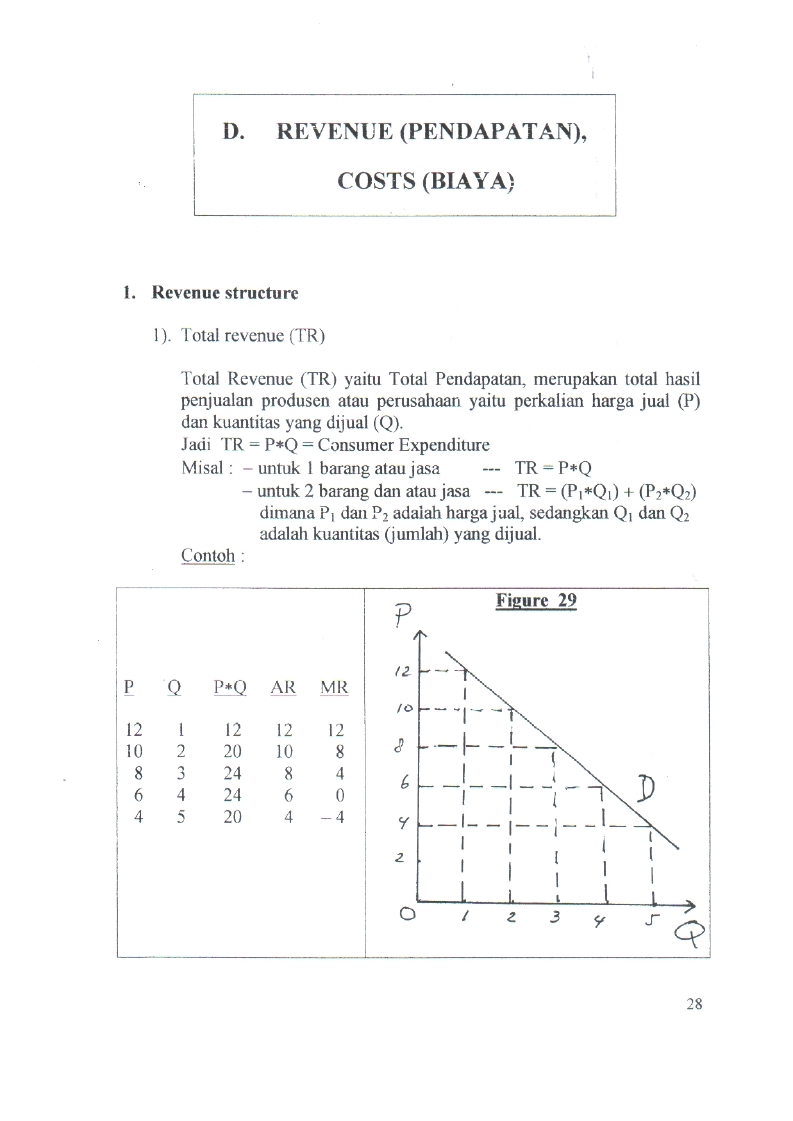 D. REVENUE (PENDAPATAN),
COSTS (BIAYA)
1. Revenue structure
1). Total revenue (TR)
Total Revenue (TR) yaitu Total Pendapatan, merupakan total hasil
penjualan produsen atau perusahaan yaitu perkalian harga jual (P)
dan kuantitas yang dijual (Q).
Jadi TR = P*Q = Consumer Expenditure
Misal : – untuk 1 barang atau jasa --- TR = P*Q
– untuk 2 barang dan atau jasa --- TR = (P₁*Q₁) + (P₂*Q₂)
dimana P₁ dan P₂ adalah harga jual, sedangkan Q₁ dan Q₂
adalah kuantitas (jumlah) yang dijual.
Contoh :
P Q P*Q AR MR
12 1 12 12 12
10 2 20 10 8
8 3 24 8 4
6 4 24 6 0
4 5 20 4 – 4
Figure 29
P
12
10
8
6
D
4
2
0 1 2 3 4 5
Q
28